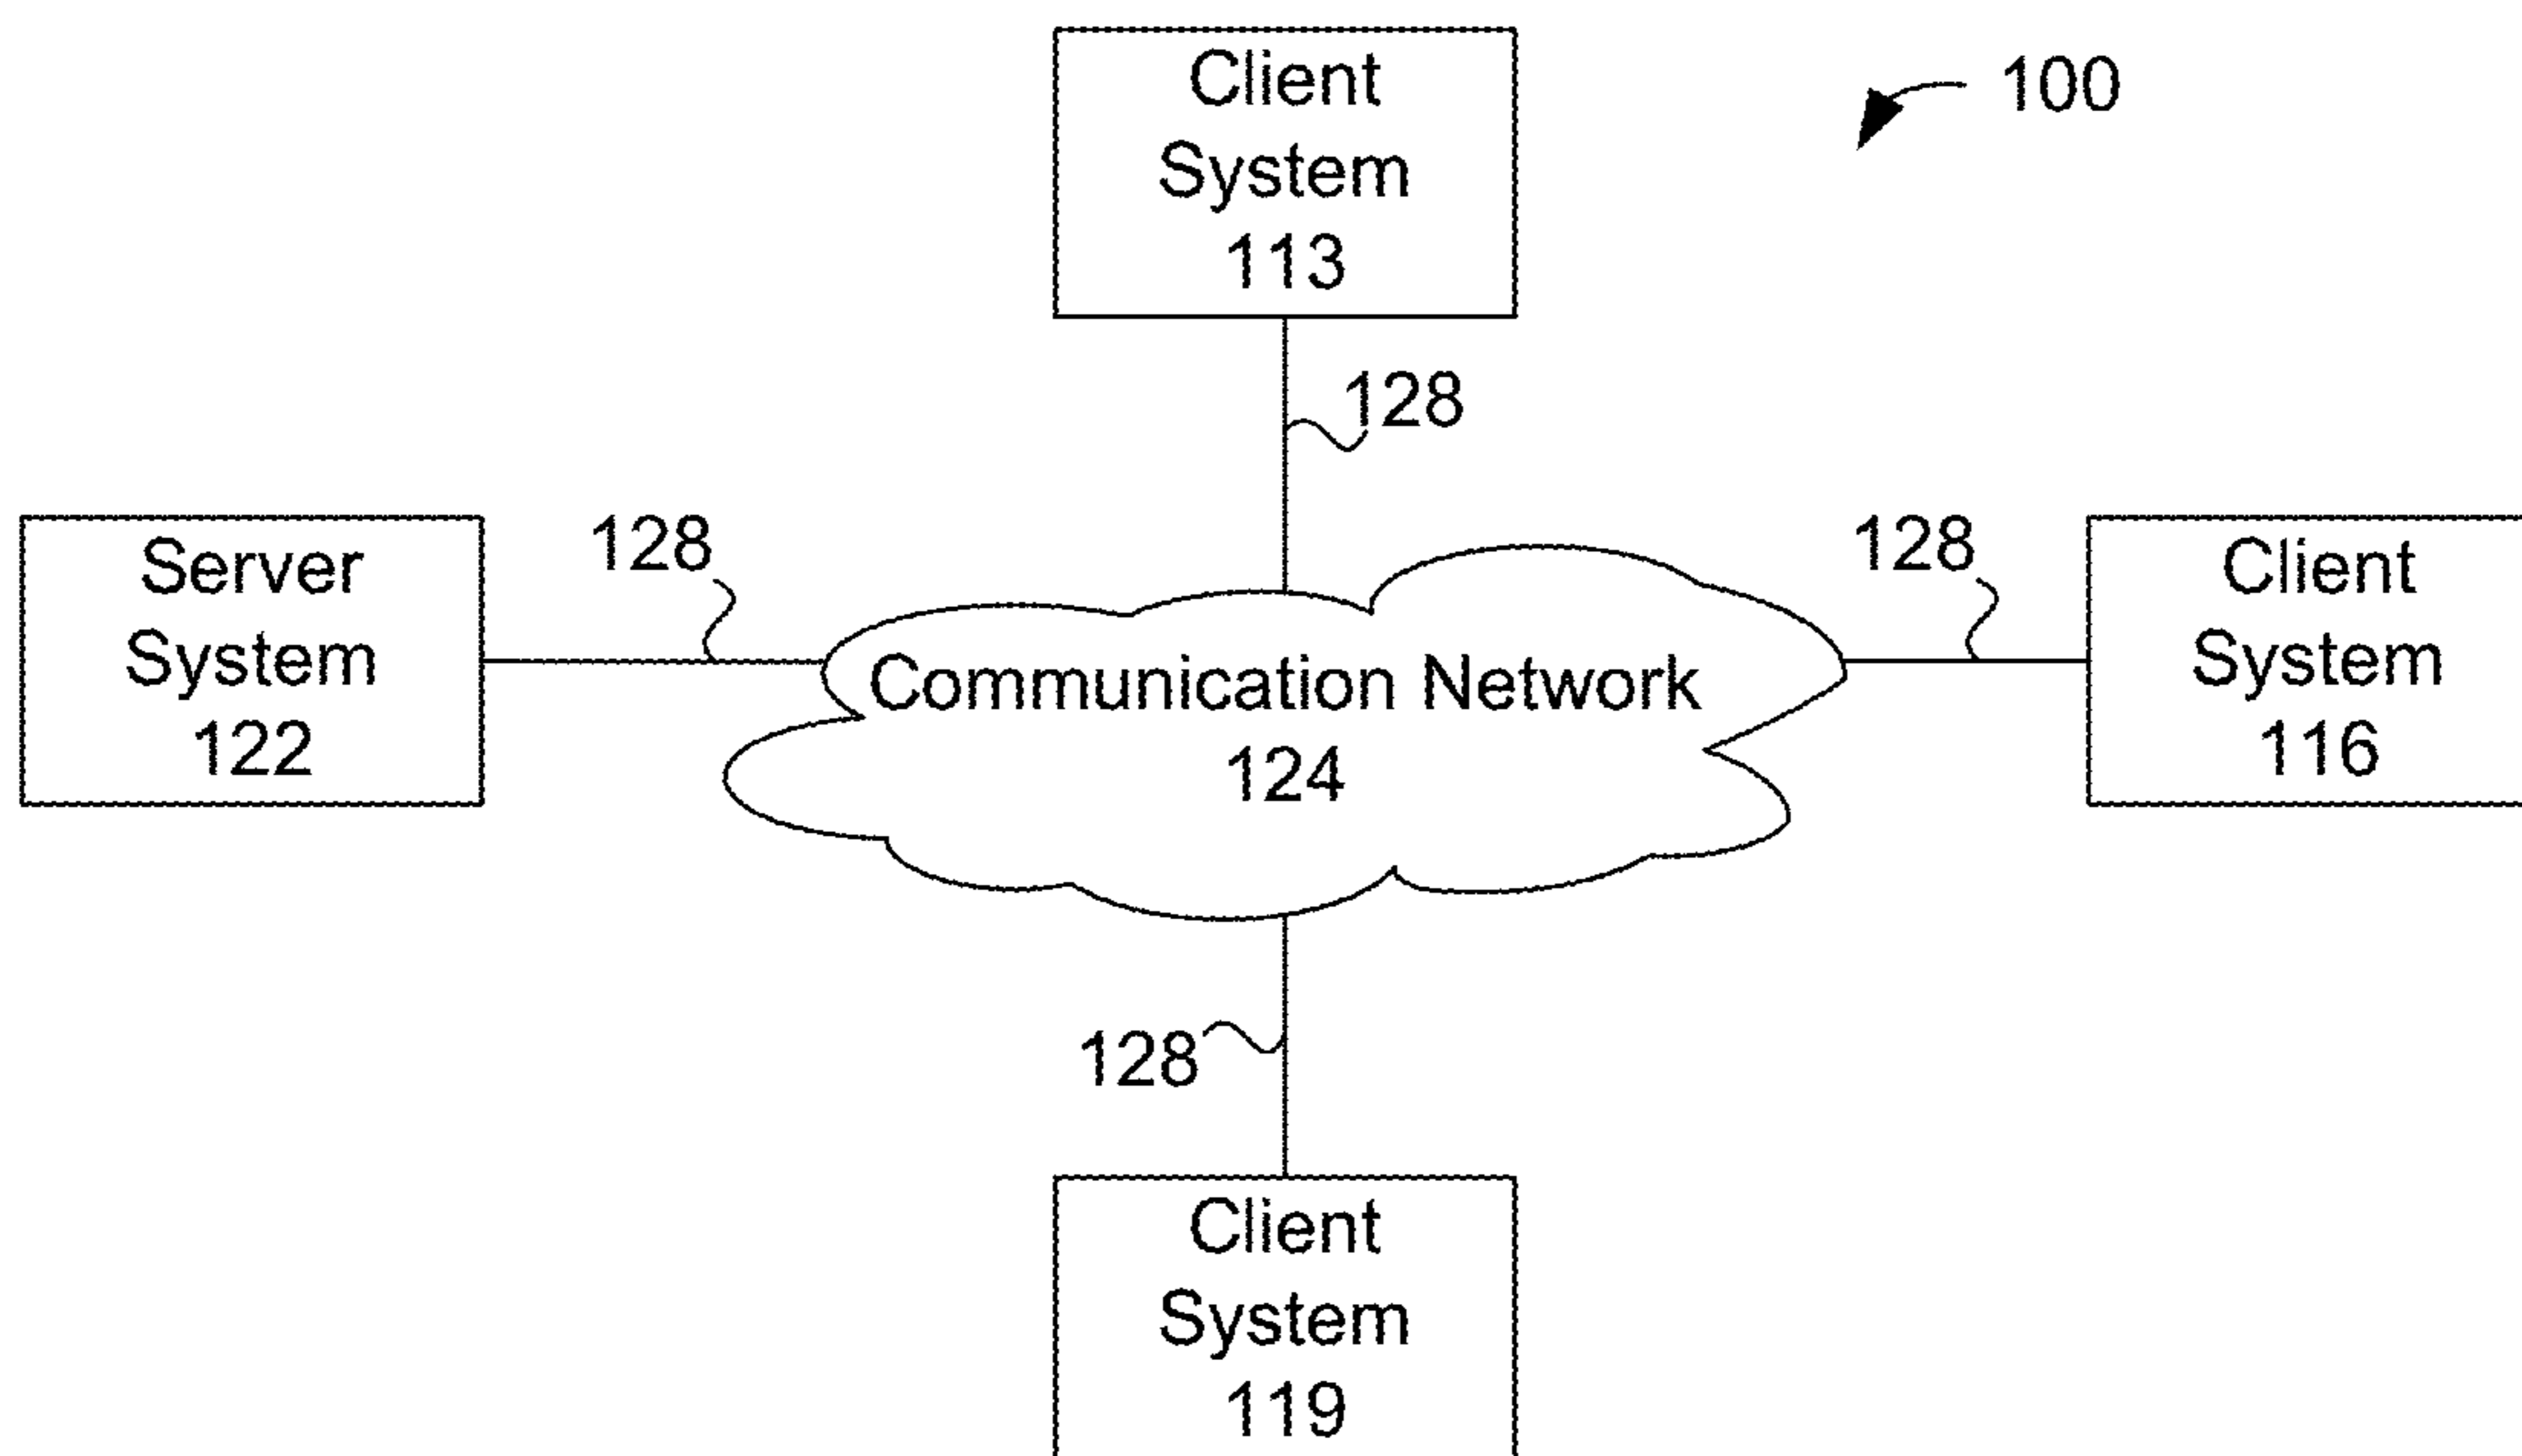 Client
System
113
100
128
Server
System
122
128
Communication Network
124
128
Client
System
116
128
Client
System
119